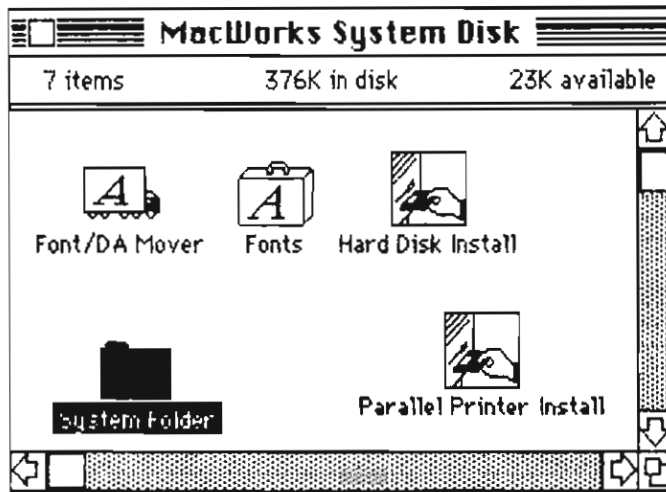 MacWorks System Disk
7 items 376K in disk 23K available
A A
Font/DA Mover Fonts Hard Disk Install
System Folder Parallel Printer Install